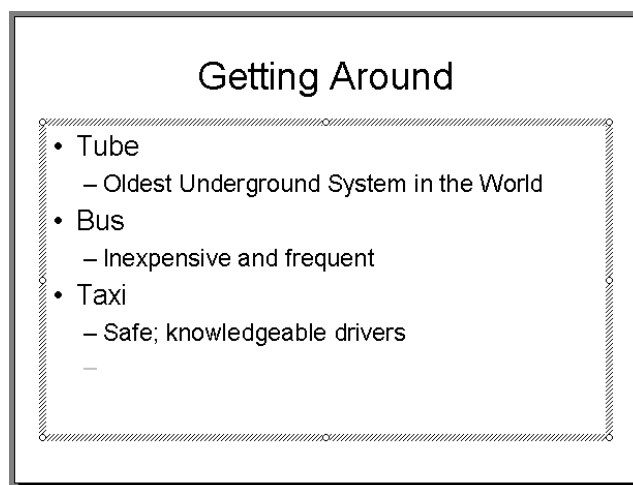 Getting Around
• Tube
– Oldest Underground System in the World
• Bus
– Inexpensive and frequent
• Taxi
– Safe; knowledgeable drivers
–